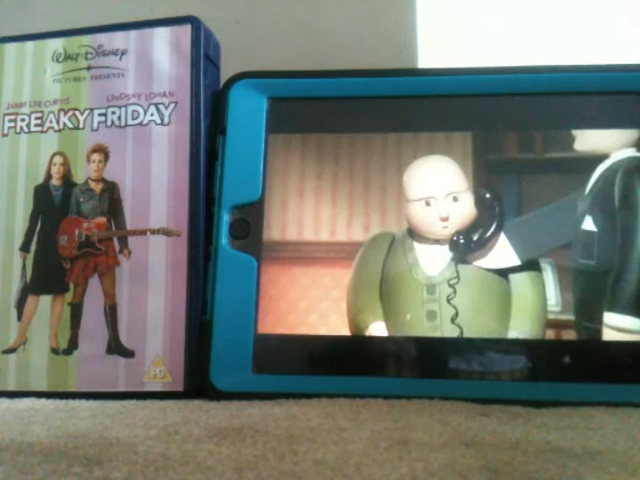 WALT DISNEY
PICTURES PRESENTS
JAMIE LEE CURTIS LINDSAY LOHAN
FREAKY FRIDAY
PG